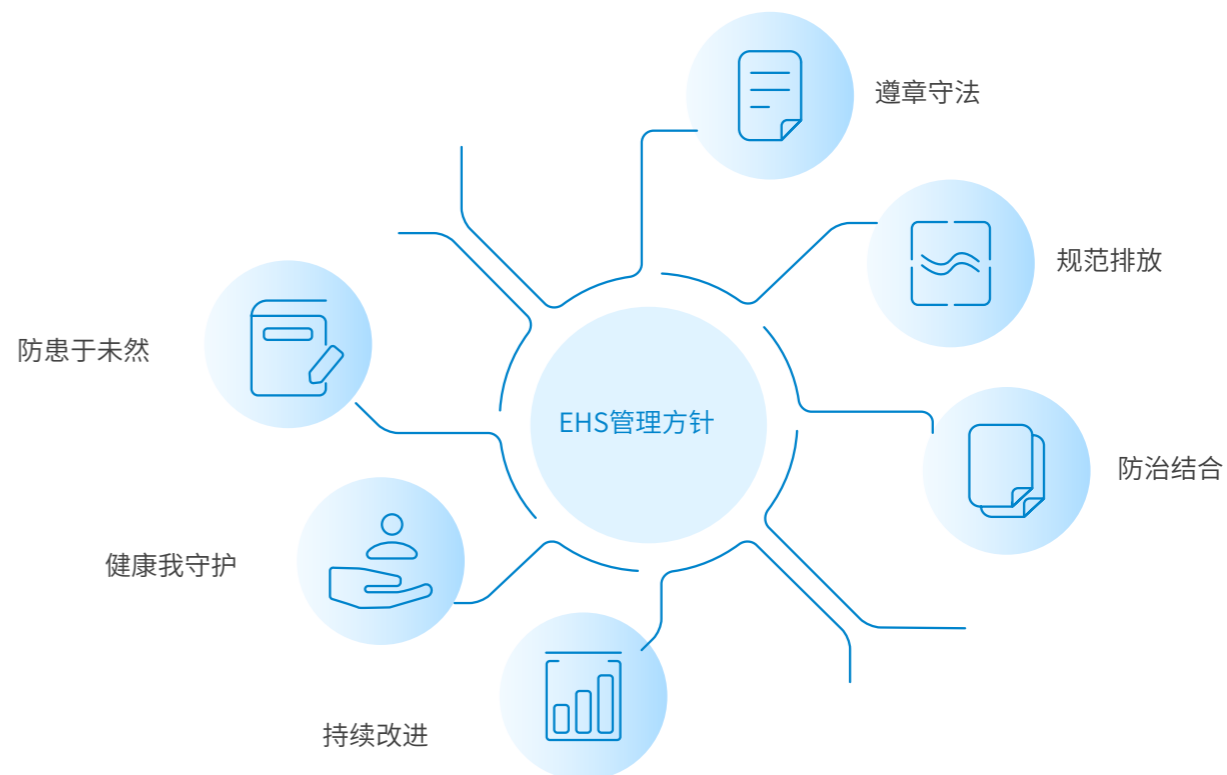 遵章守法
规范排放
防患于未然
EHS管理方针
防治结合
健康我守护
持续改进